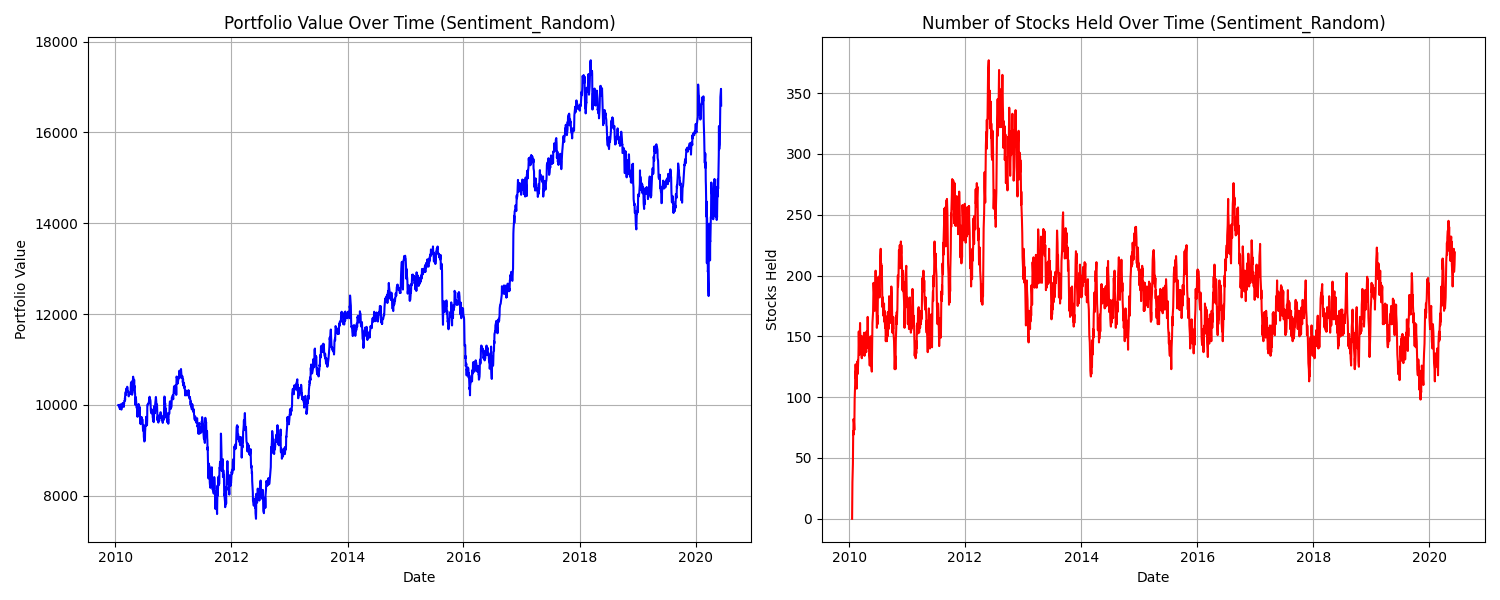 Portfolio Value Over Time (Sentiment_Random)
Portfolio Value
18000
16000
14000
12000
10000
8000
2010 2012 2014 2016 2018 2020
Date
Number of Stocks Held Over Time (Sentiment_Random)
Stocks Held
350
300
250
200
150
100
50
0
2010 2012 2014 2016 2018 2020
Date